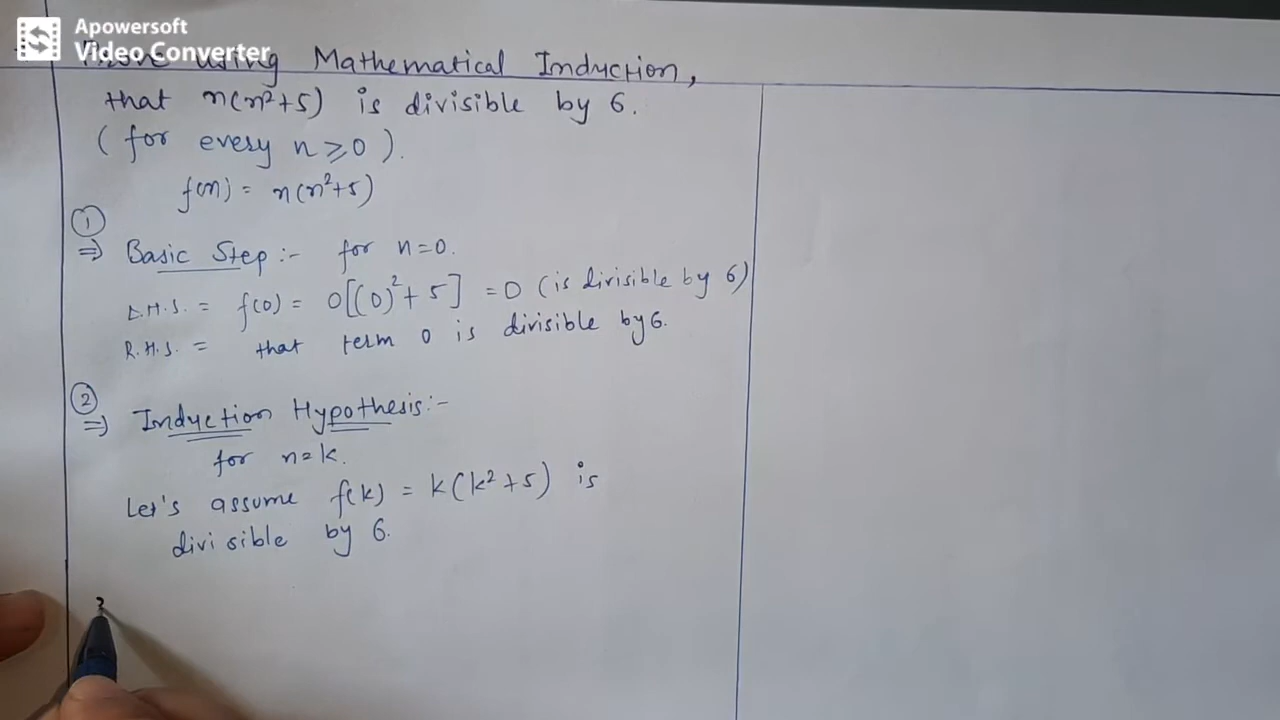 Apowersoft
Video Converter
Prove using Mathematical Induction,
that n(n²+5) is divisible by 6.
(for every n ≥ 0).
f(n) = n(n²+5)
①
⇒ Basic Step:- for n=0.
L.H.S. = f(0) = 0[(0)²+5] = 0 (is divisible by 6)
R.H.S. = that term 0 is divisible by 6.
②
⇒ Induction Hypothesis:-
for n=k.
Let's assume f(k) = k(k²+5) is
divisible by 6.